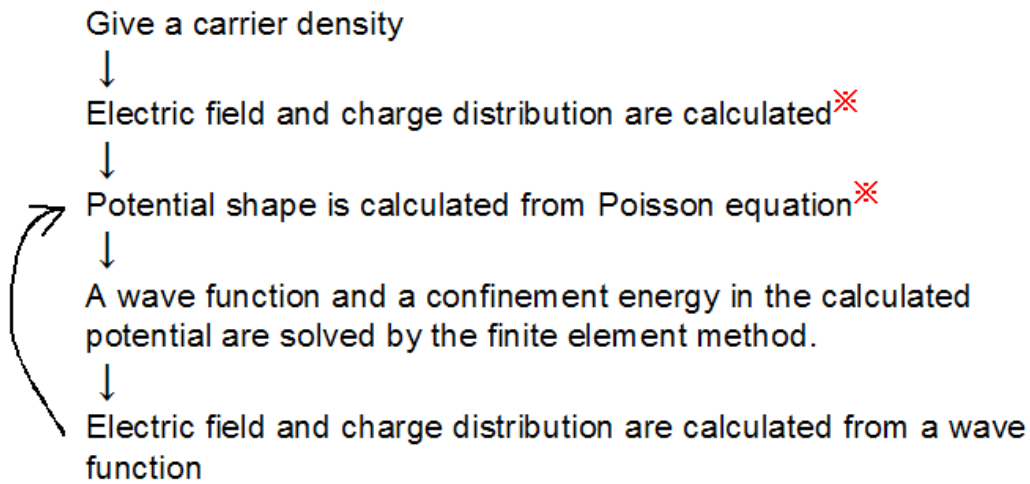 Give a carrier density
↓
Electric field and charge distribution are calculated※
↓
Potential shape is calculated from Poisson equation※
↓
A wave function and a confinement energy in the calculated
potential are solved by the finite element method.
↓
Electric field and charge distribution are calculated from a wave
function